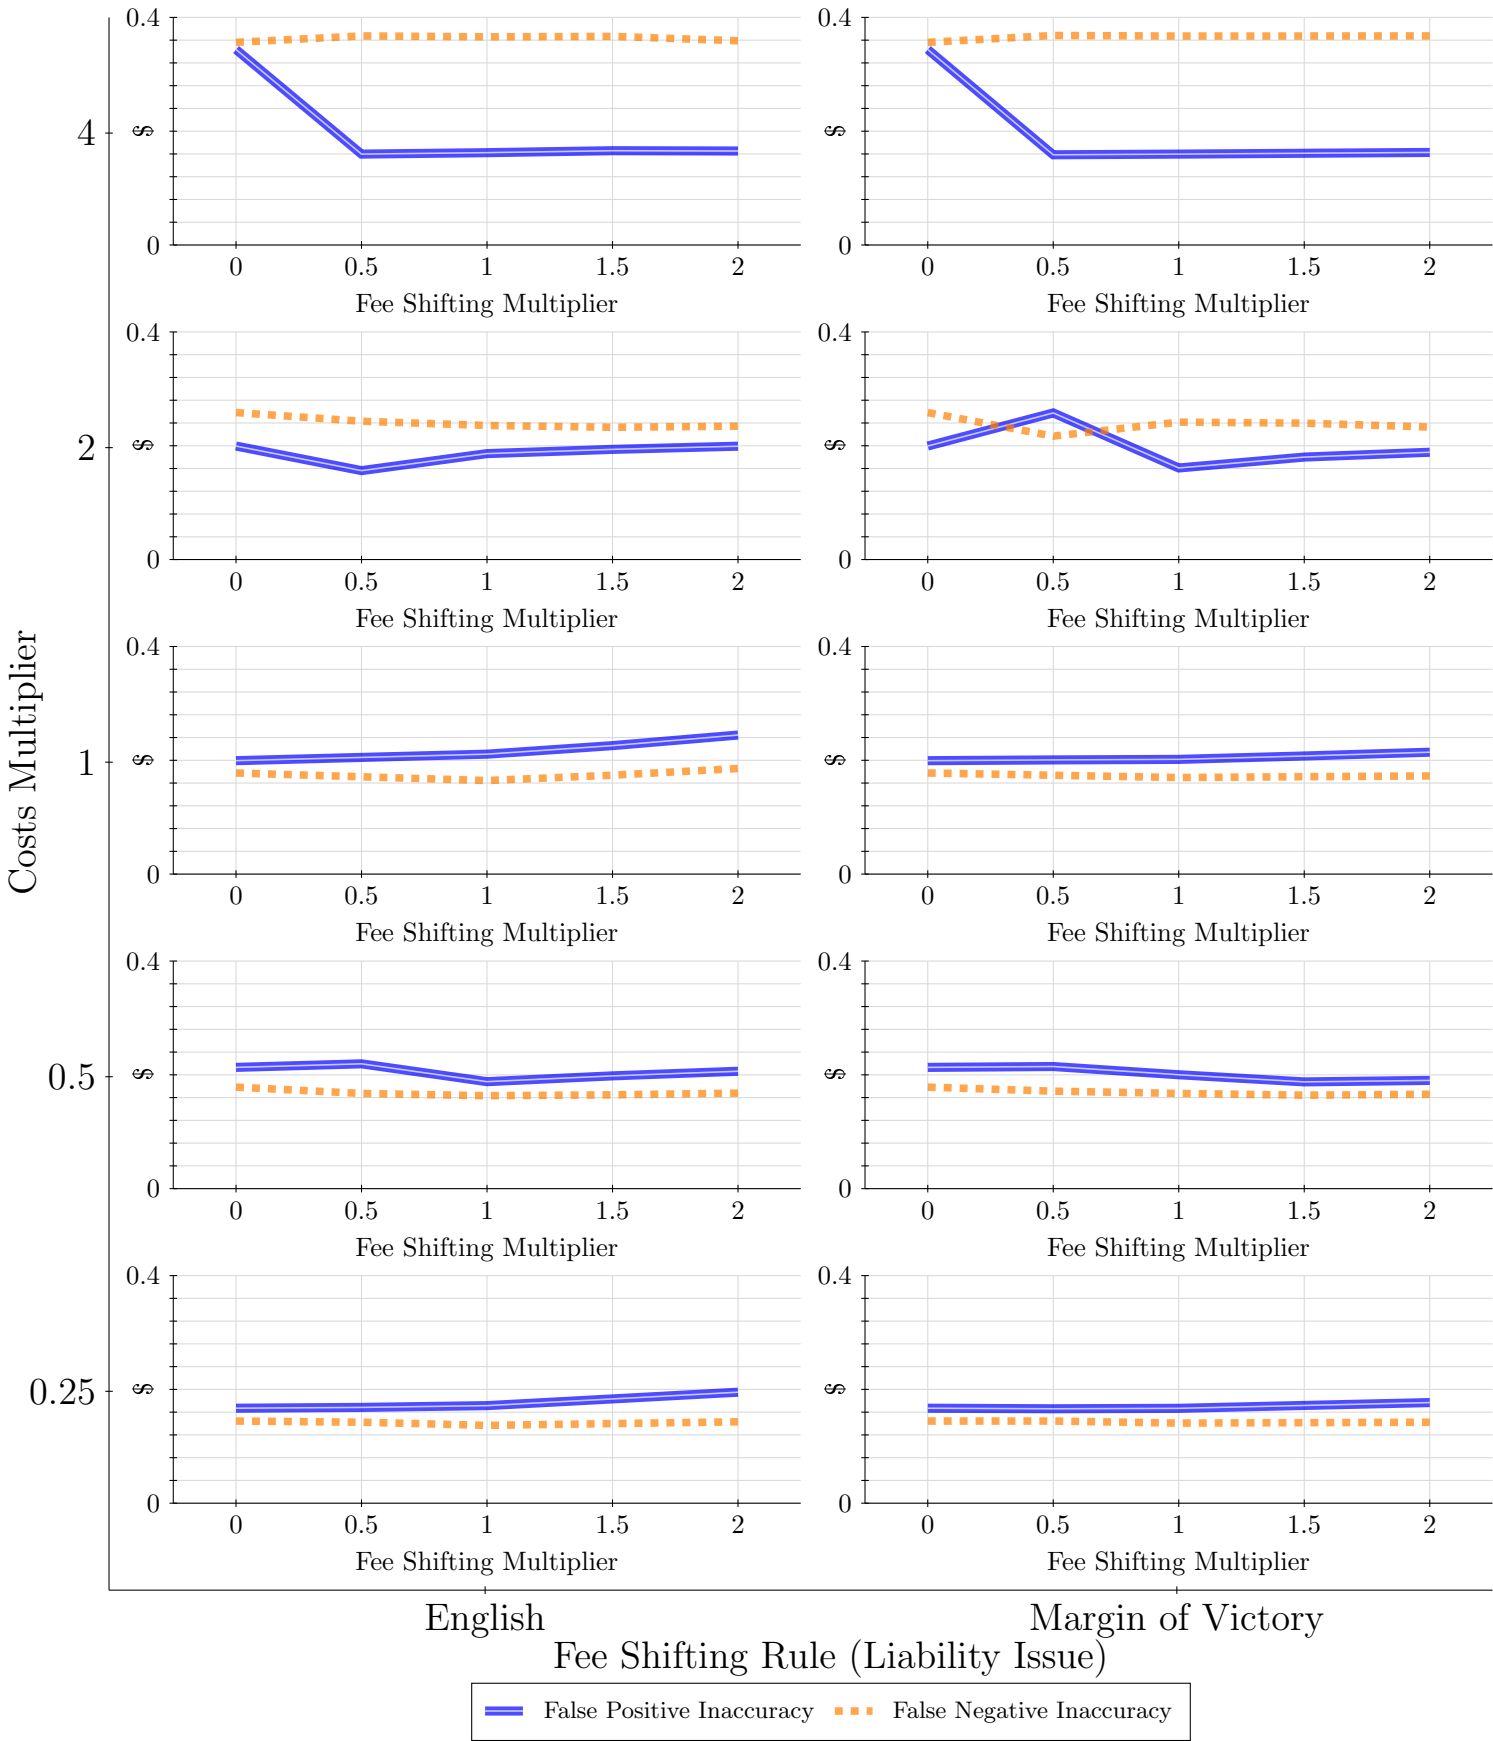 0.4
$
0
0 0.5 1 1.5 2
Fee Shifting Multiplier
0.4
$
0
0 0.5 1 1.5 2
Fee Shifting Multiplier
4
0.4
$
0
0 0.5 1 1.5 2
Fee Shifting Multiplier
0.4
$
0
0 0.5 1 1.5 2
Fee Shifting Multiplier
2
0.4
$
0
0 0.5 1 1.5 2
Fee Shifting Multiplier
0.4
$
0
0 0.5 1 1.5 2
Fee Shifting Multiplier
1
Costs Multiplier
0.4
$
0
0 0.5 1 1.5 2
Fee Shifting Multiplier
0.4
$
0
0 0.5 1 1.5 2
Fee Shifting Multiplier
0.5
0.4
$
0
0 0.5 1 1.5 2
Fee Shifting Multiplier
0.4
$
0
0 0.5 1 1.5 2
Fee Shifting Multiplier
0.25
English
Margin of Victory
Fee Shifting Rule (Liability Issue)
False Positive Inaccuracy
False Negative Inaccuracy